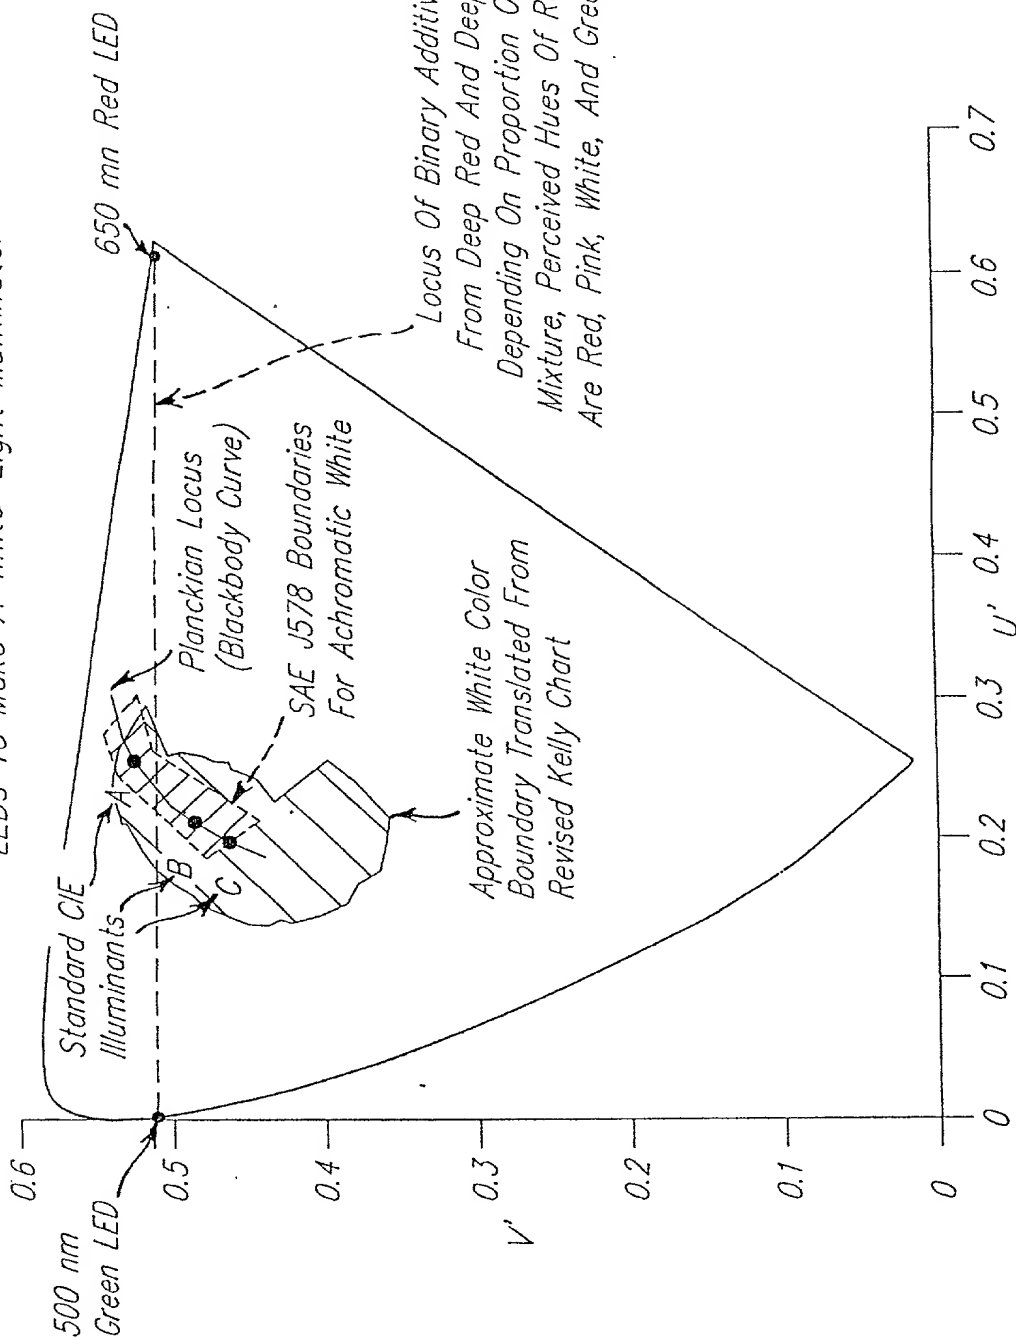 LEDs To Make A White Light Illuminator
500 nm
Green LED
Standard CIE
Illuminants
A
B
C
650 mn Red LED
Planckian Locus
(Blackbody Curve)
SAE J578 Boundaries
For Achromatic White
Locus Of Binary Additiv
From Deep Red And Deep
Depending On Proportion O
Mixture, Perceived Hues Of R
Are Red, Pink, White, And Gree
Approximate White Color
Boundary Translated From
Revised Kelly Chart
0.6
0.5
0.4
0.3
0.2
0.1
0
V'
0
0.1
0.2
0.3
0.4
0.5
0.6
0.7
U'